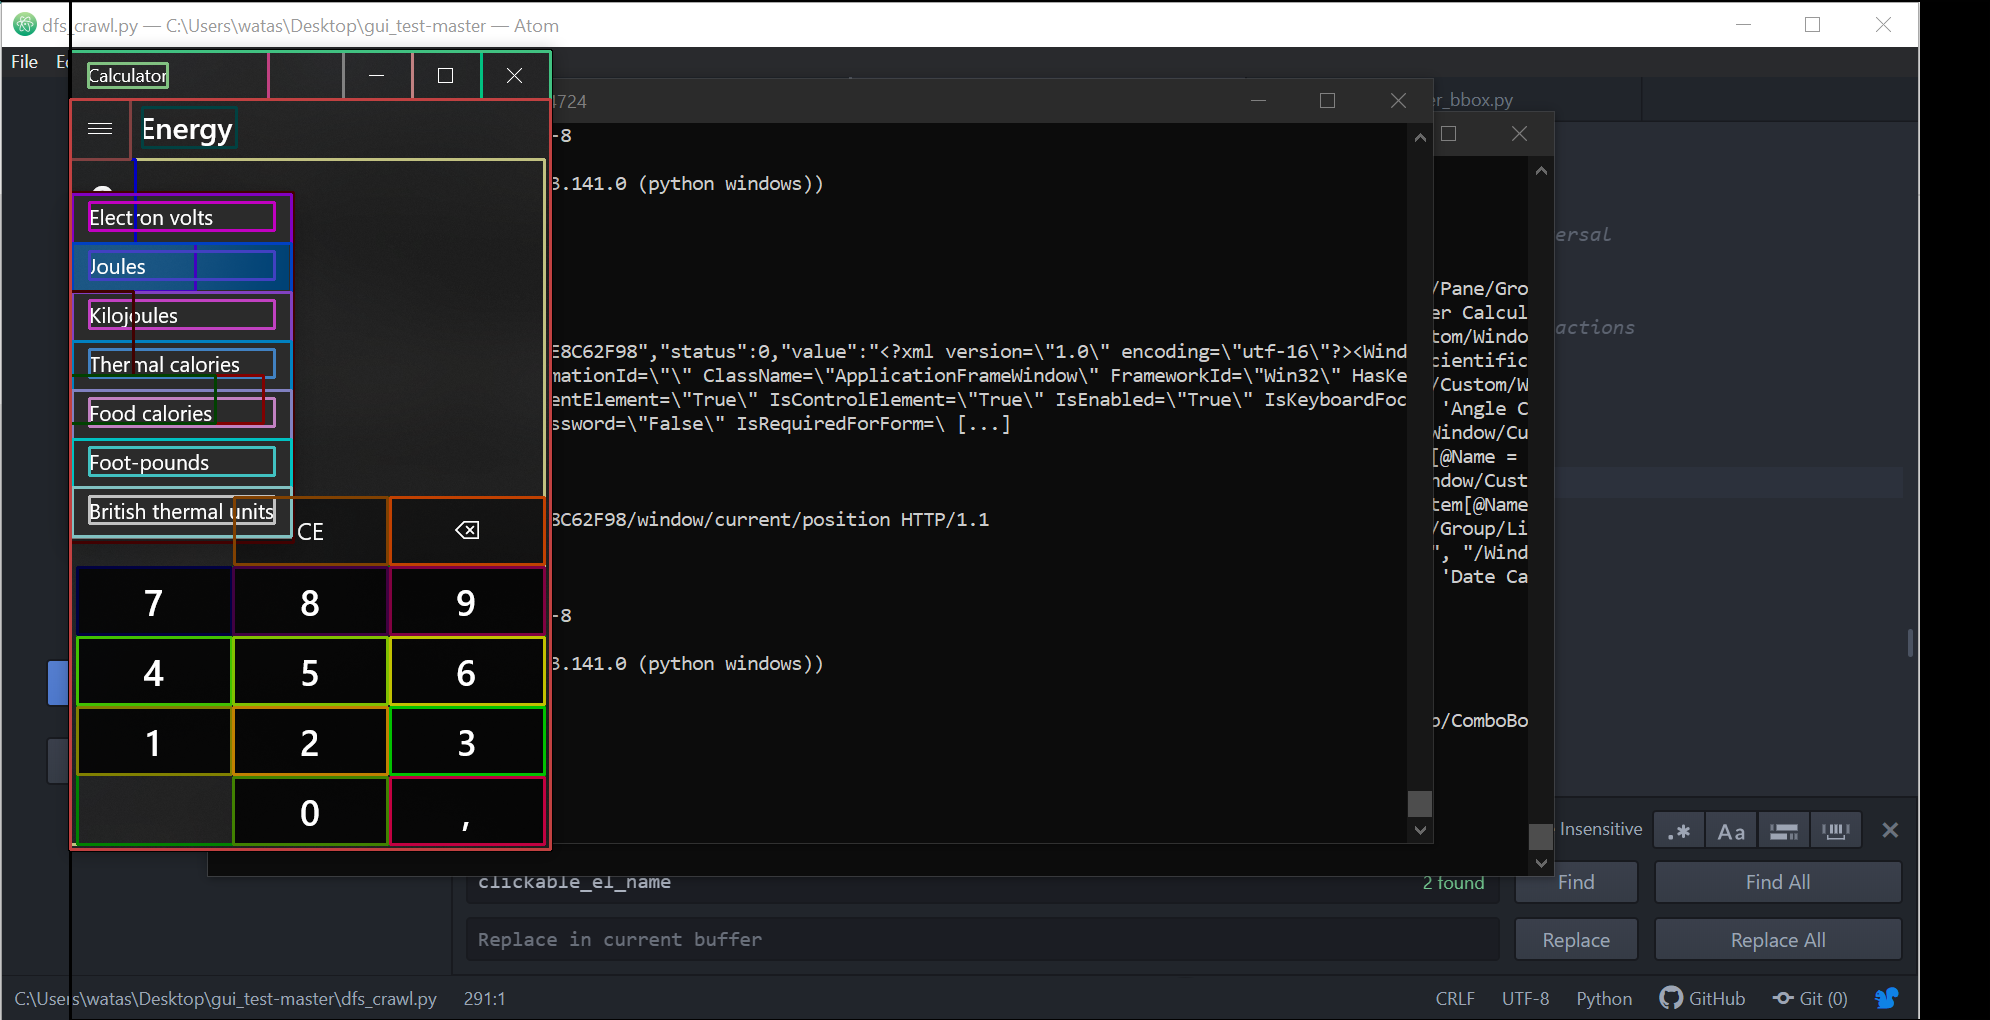 dfs_crawl.py — C:\Users\watas\Desktop\gui_test-master — Atom
File
Calculator
4724
er_bbox.py
Energy
-8
3.141.0 (python windows))
Electron volts
ersal
Joules
/Pane/Gro
er Calcul
Kilojoules
actions
tom/Windo
E8C62F98","status":0,"value":"<?xml version=\"1.0\" encoding=\"utf-16\"?><Wind
cientific
Thermal calories
mationId=\"\" ClassName=\"ApplicationFrameWindow\" FrameworkId=\"Win32\" HasKe
/Custom/W
entElement=\"True\" IsControlElement=\"True\" IsEnabled=\"True\" IsKeyboardFoc
'Angle C
Food calories
ssword=\"False\" IsRequiredForForm=\ [...]
Window/Cu
[@Name =
Foot-pounds
ndow/Cust
tem[@Name
British thermal units
8C62F98/window/current/position HTTP/1.1
/Group/Li
CE
", "/Wind
'Date Ca
7 8 9
-8
3.141.0 (python windows))
4 5 6
p/ComboBo
1 2 3
0 ,
Insensitive .* Aa
clickable_el_name 2 found Find Find All
Replace in current buffer Replace Replace All
C:\Users\watas\Desktop\gui_test-master\dfs_crawl.py 291:1 CRLF UTF-8 Python GitHub Git (0)